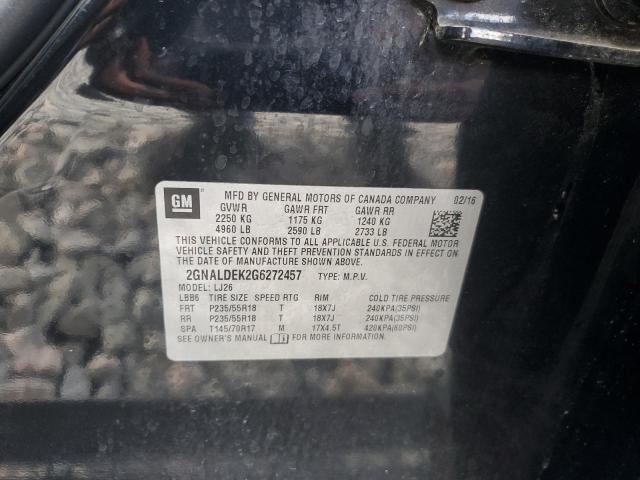 GM
MFD BY GENERAL MOTORS OF CANADA COMPANY 02/16
GVWR GAWR FRT GAWR RR
2250 KG 1175 KG 1240 KG
4960 LB 2590 LB 2733 LB
THIS VEHICLE CONFORMS TO ALL APPLICABLE U.S. FEDERAL MOTOR
VEHICLE SAFETY AND THEFT PREVENTION STANDARDS IN EFFECT ON
THE DATE OF MANUFACTURE SHOWN ABOVE.
2GNALDEK2G6272457 TYPE: M.P.V.
MODEL: LJ26
LBB6 TIRE SIZE SPEED RTG RIM COLD TIRE PRESSURE
FRT P235/55R18 T 18X7J 240KPA(35PSI)
RR P235/55R18 T 18X7J 240KPA(35PSI)
SPA T145/70R17 M 17X4.5T 420KPA(60PSI)
SEE OWNER'S MANUAL FOR MORE INFORMATION